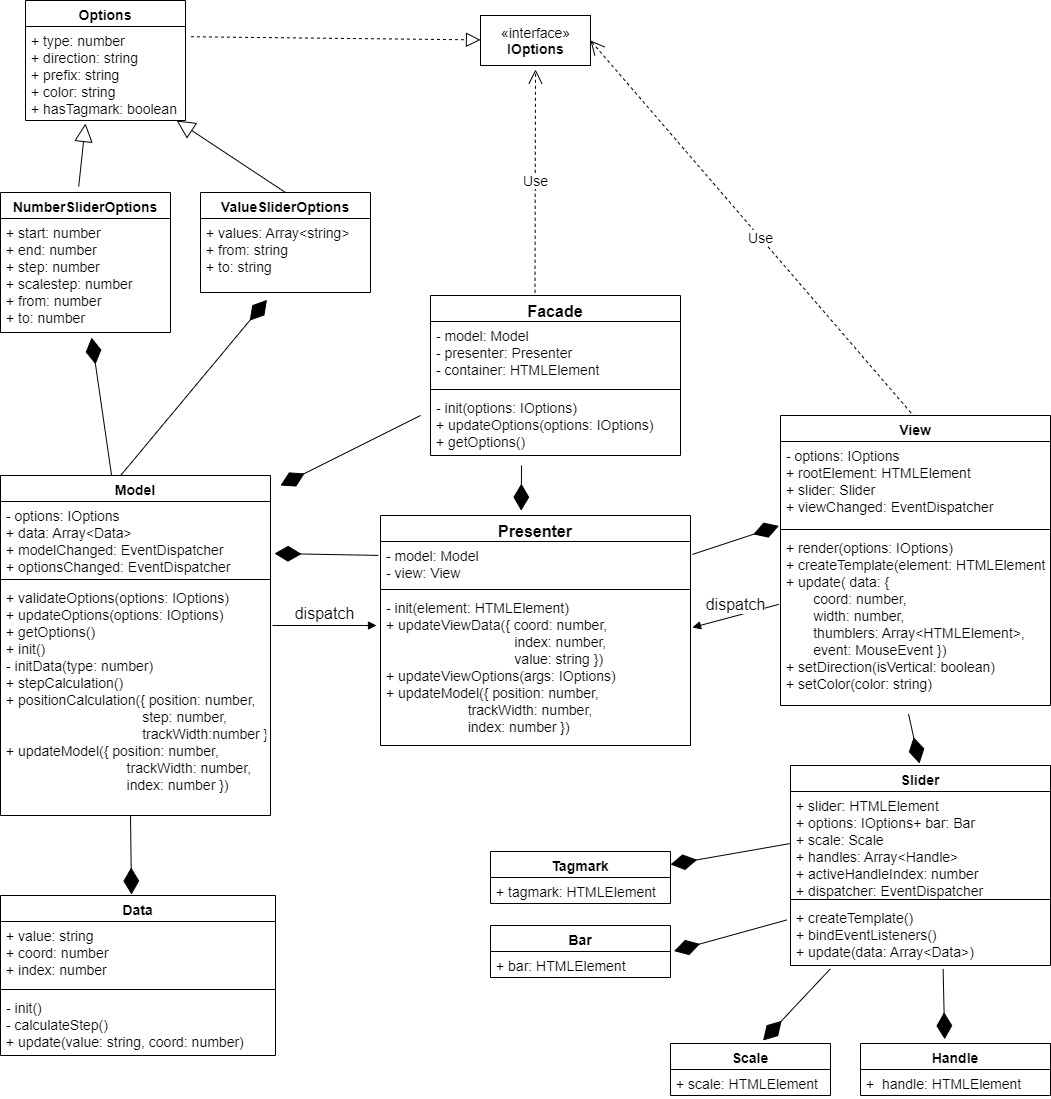 Options
+ type: number
+ direction: string
+ prefix: string
+ color: string
+ hasTagmark: boolean
«interface»
IOptions
Use
Use
NumberSliderOptions
+ start: number
+ end: number
+ step: number
+ scalestep: number
+ from: number
+ to: number
ValueSliderOptions
+ values: Array<string>
+ from: string
+ to: string
Facade
- model: Model
- presenter: Presenter
- container: HTMLElement
- init(options: IOptions)
+ updateOptions(options: IOptions)
+ getOptions()
View
- options: IOptions
+ rootElement: HTMLElement
+ slider: Slider
+ viewChanged: EventDispatcher
+ render(options: IOptions)
+ createTemplate(element: HTMLElement
+ update( data: {
coord: number,
width: number,
thumblers: Array<HTMLElement>,
event: MouseEvent })
+ setDirection(isVertical: boolean)
+ setColor(color: string)
Model
- options: IOptions
+ data: Array<Data>
+ modelChanged: EventDispatcher
+ optionsChanged: EventDispatcher
+ validateOptions(options: IOptions)
+ updateOptions(options: IOptions)
+ getOptions()
+ init()
- initData(type: number)
+ stepCalculation()
+ positionCalculation({ position: number,
step: number,
trackWidth:number }
+ updateModel({ position: number,
trackWidth: number,
index: number })
dispatch
Presenter
- model: Model
- view: View
- init(element: HTMLElement)
+ updateViewData({ coord: number,
index: number,
value: string })
+ updateViewOptions(args: IOptions)
+ updateModel({ position: number,
trackWidth: number,
index: number })
dispatch
Slider
+ slider: HTMLElement
+ options: IOptions+ bar: Bar
+ scale: Scale
+ handles: Array<Handle>
+ activeHandleIndex: number
+ dispatcher: EventDispatcher
+ createTemplate()
+ bindEventListeners()
+ update(data: Array<Data>)
Tagmark
+ tagmark: HTMLElement
Bar
+ bar: HTMLElement
Data
+ value: string
+ coord: number
+ index: number
- init()
- calculateStep()
+ update(value: string, coord: number)
Scale
+ scale: HTMLElement
Handle
+ handle: HTMLElement